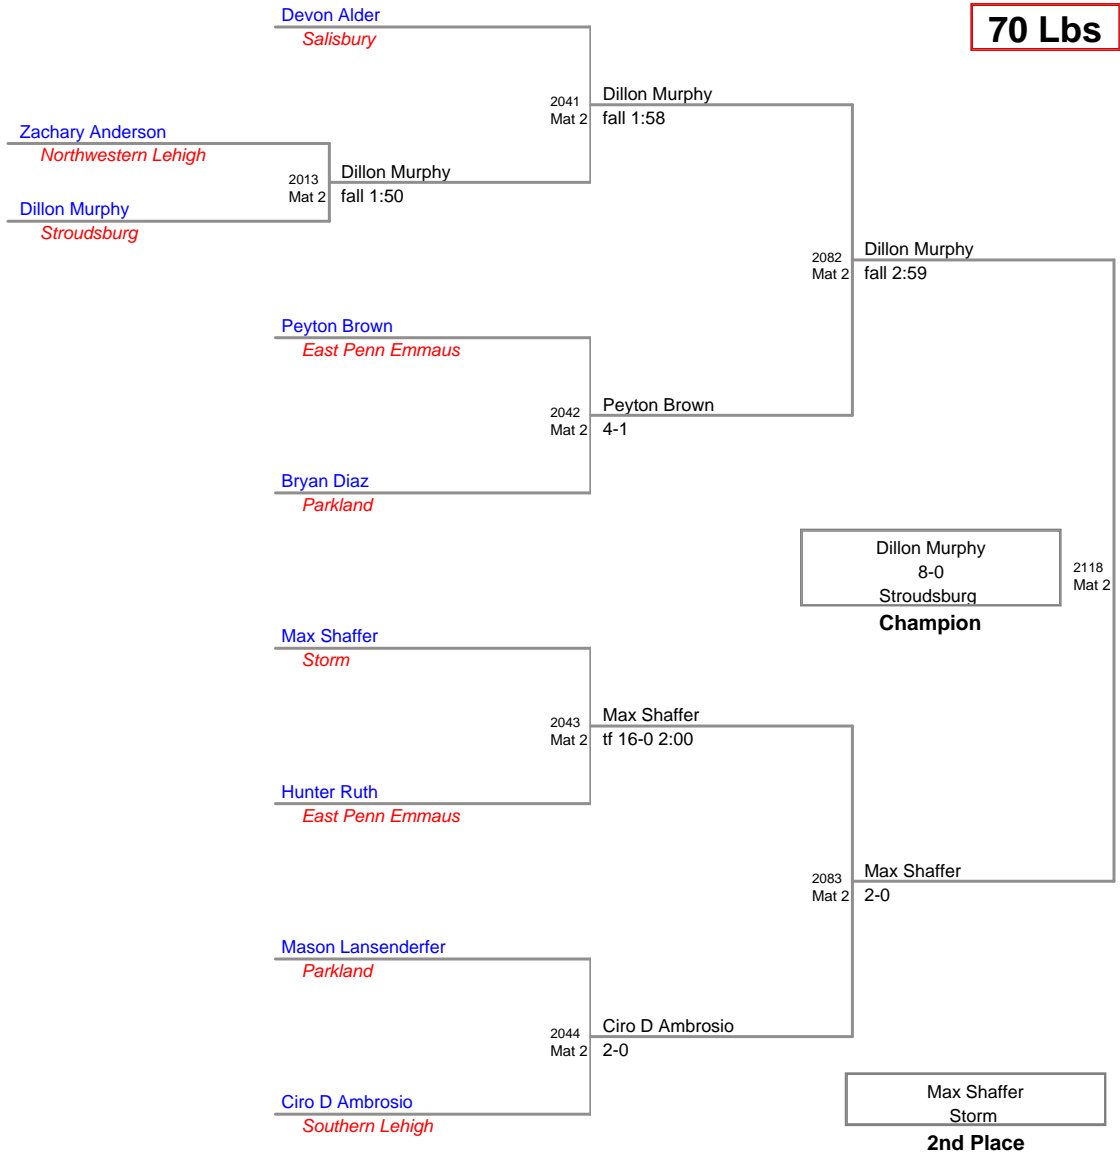 Devon Alder
Salisbury
70 Lbs
2041
Mat 2
Dillon Murphy
fall 1:58
Zachary Anderson
Northwestern Lehigh
2013
Mat 2
Dillon Murphy
fall 1:50
Dillon Murphy
Stroudsburg
2082
Mat 2
Dillon Murphy
fall 2:59
Peyton Brown
East Penn Emmaus
2042
Mat 2
Peyton Brown
4-1
Bryan Diaz
Parkland
Dillon Murphy
8-0
Stroudsburg
Champion
2118
Mat 2
Max Shaffer
Storm
2043
Mat 2
Max Shaffer
tf 16-0 2:00
Hunter Ruth
East Penn Emmaus
2083
Mat 2
Max Shaffer
2-0
Mason Lansenderfer
Parkland
2044
Mat 2
Ciro D Ambrosio
2-0
Ciro D Ambrosio
Southern Lehigh
Max Shaffer
Storm
2nd Place